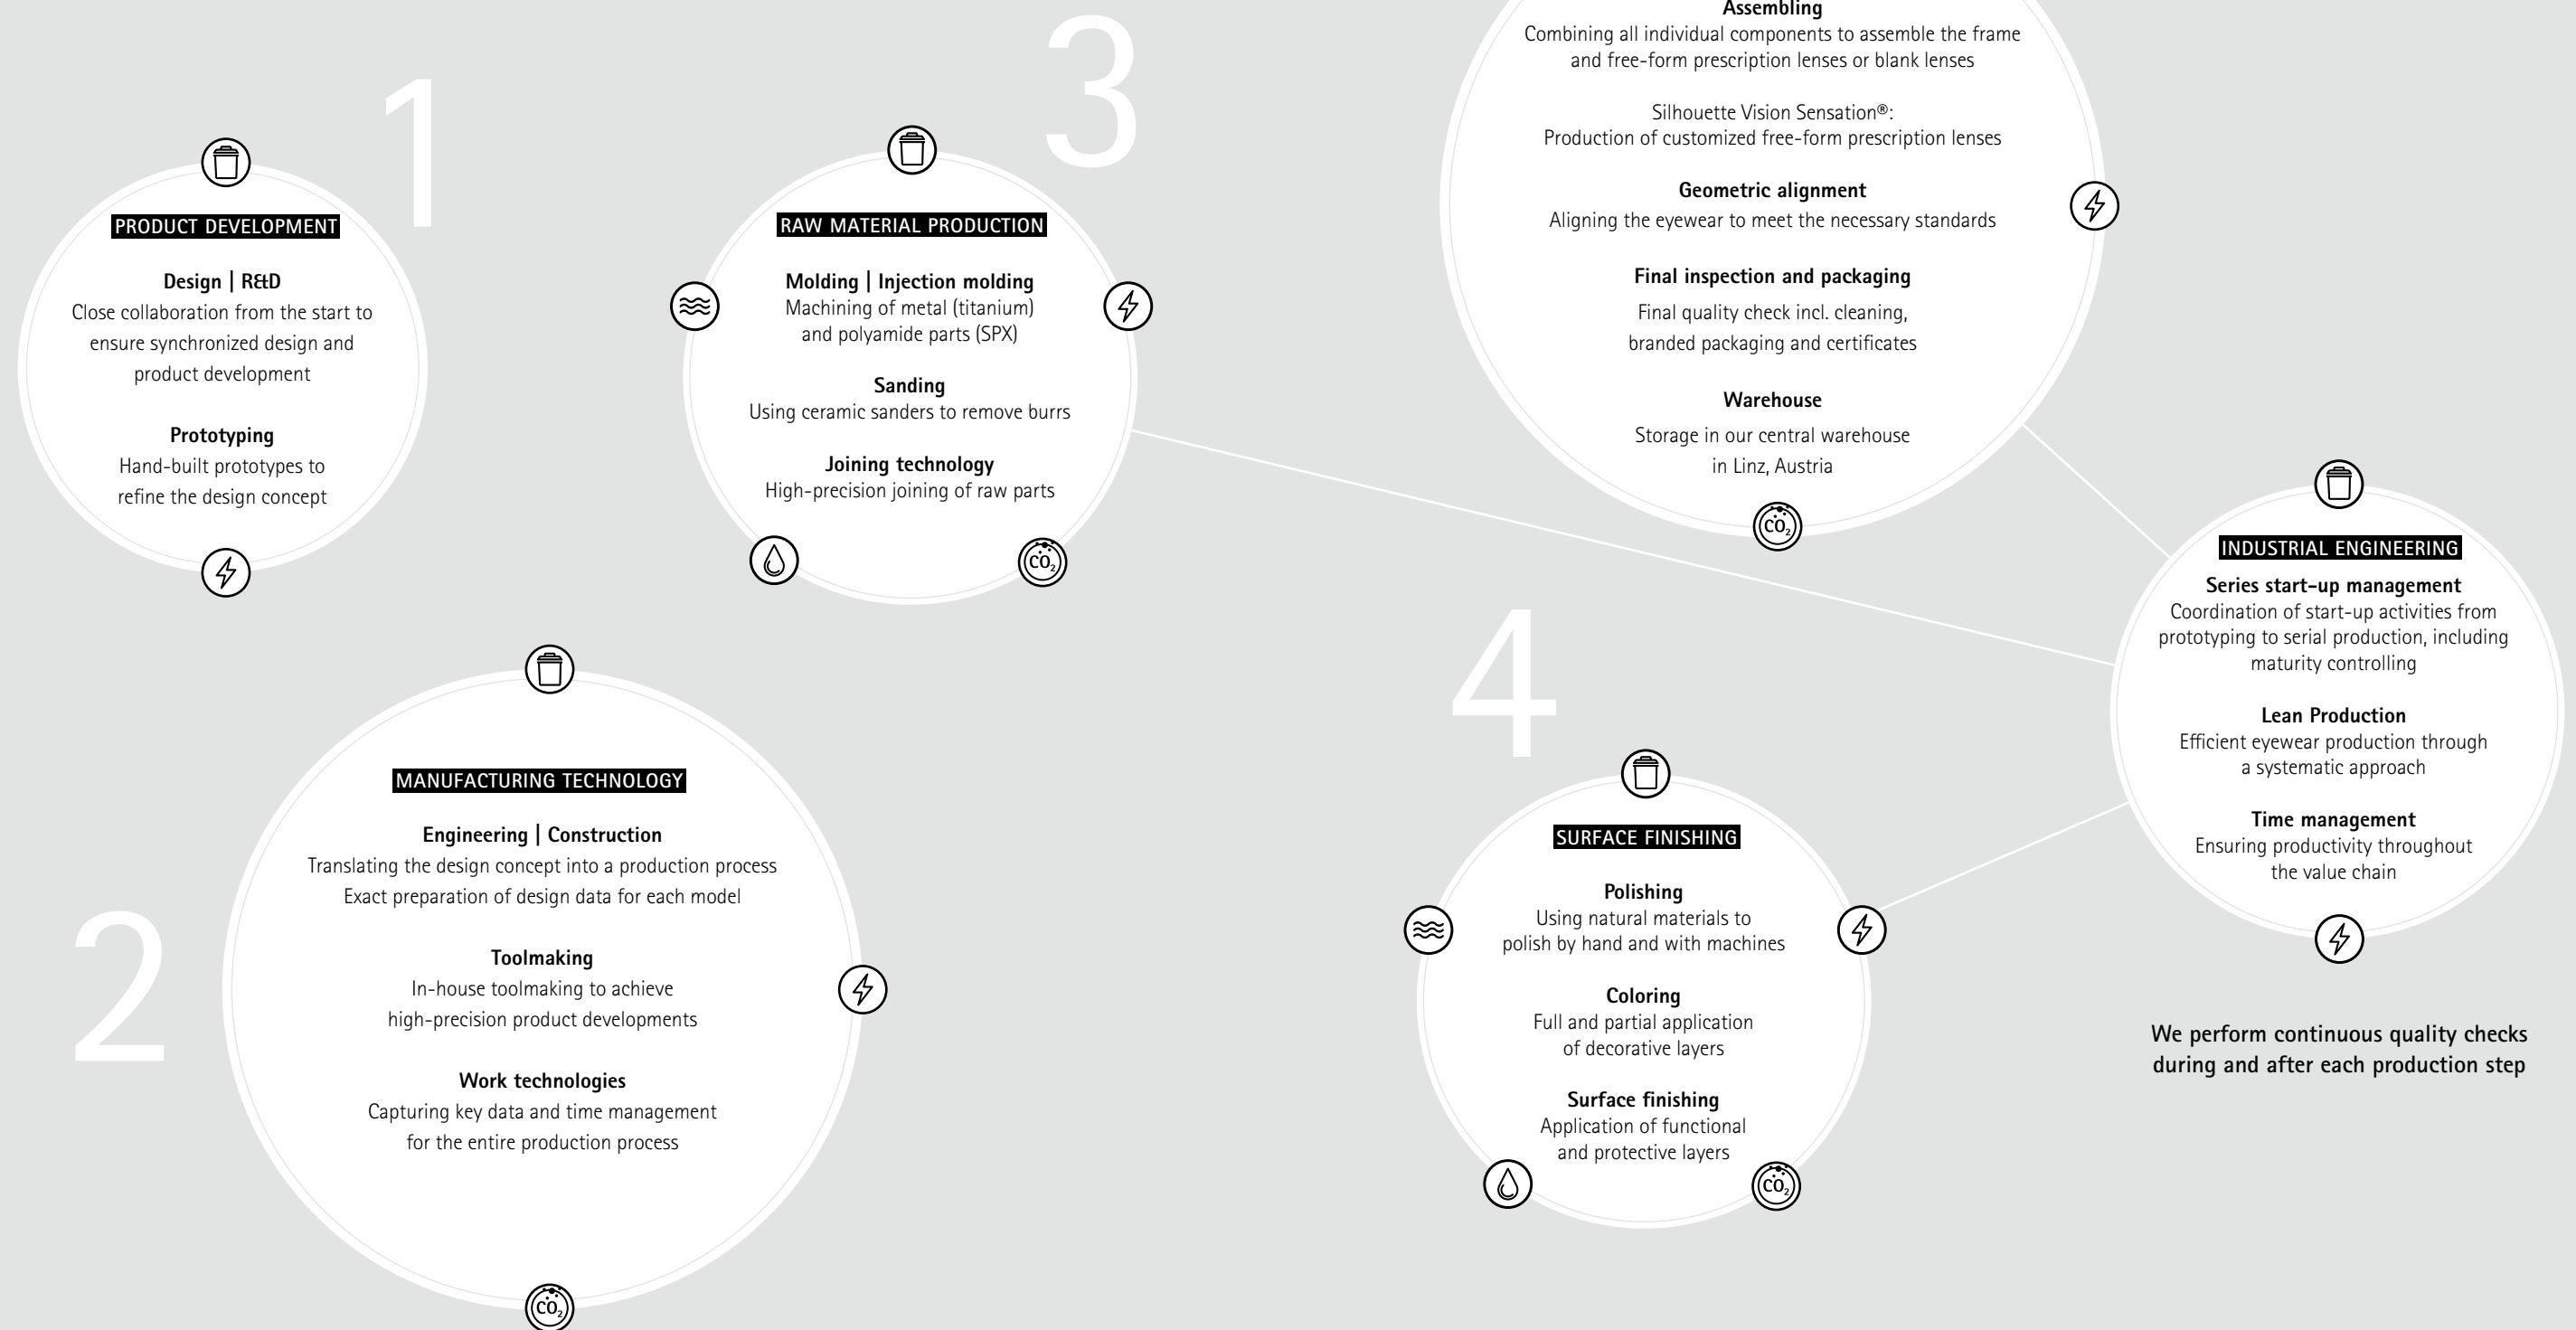 1
PRODUCT DEVELOPMENT
Design | R&D
Close collaboration from the start to
ensure synchronized design and
product development
Prototyping
Hand-built prototypes to
refine the design concept
2
MANUFACTURING TECHNOLOGY
Engineering | Construction
Translating the design concept into a production process
Exact preparation of design data for each model
Toolmaking
In-house toolmaking to achieve
high-precision product developments
Work technologies
Capturing key data and time management
for the entire production process
CO₂
3
RAW MATERIAL PRODUCTION
Molding | Injection molding
Machining of metal (titanium)
and polyamide parts (SPX)
Sanding
Using ceramic sanders to remove burrs
Joining technology
High-precision joining of raw parts
CO₂
4
SURFACE FINISHING
Polishing
Using natural materials to
polish by hand and with machines
Coloring
Full and partial application
of decorative layers
Surface finishing
Application of functional
and protective layers
CO₂
Assembling
Combining all individual components to assemble the frame
and free-form prescription lenses or blank lenses
Silhouette Vision Sensation®:
Production of customized free-form prescription lenses
Geometric alignment
Aligning the eyewear to meet the necessary standards
Final inspection and packaging
Final quality check incl. cleaning,
branded packaging and certificates
Warehouse
Storage in our central warehouse
in Linz, Austria
CO₂
INDUSTRIAL ENGINEERING
Series start-up management
Coordination of start-up activities from
prototyping to serial production, including
maturity controlling
Lean Production
Efficient eyewear production through
a systematic approach
Time management
Ensuring productivity throughout
the value chain
We perform continuous quality checks
during and after each production step